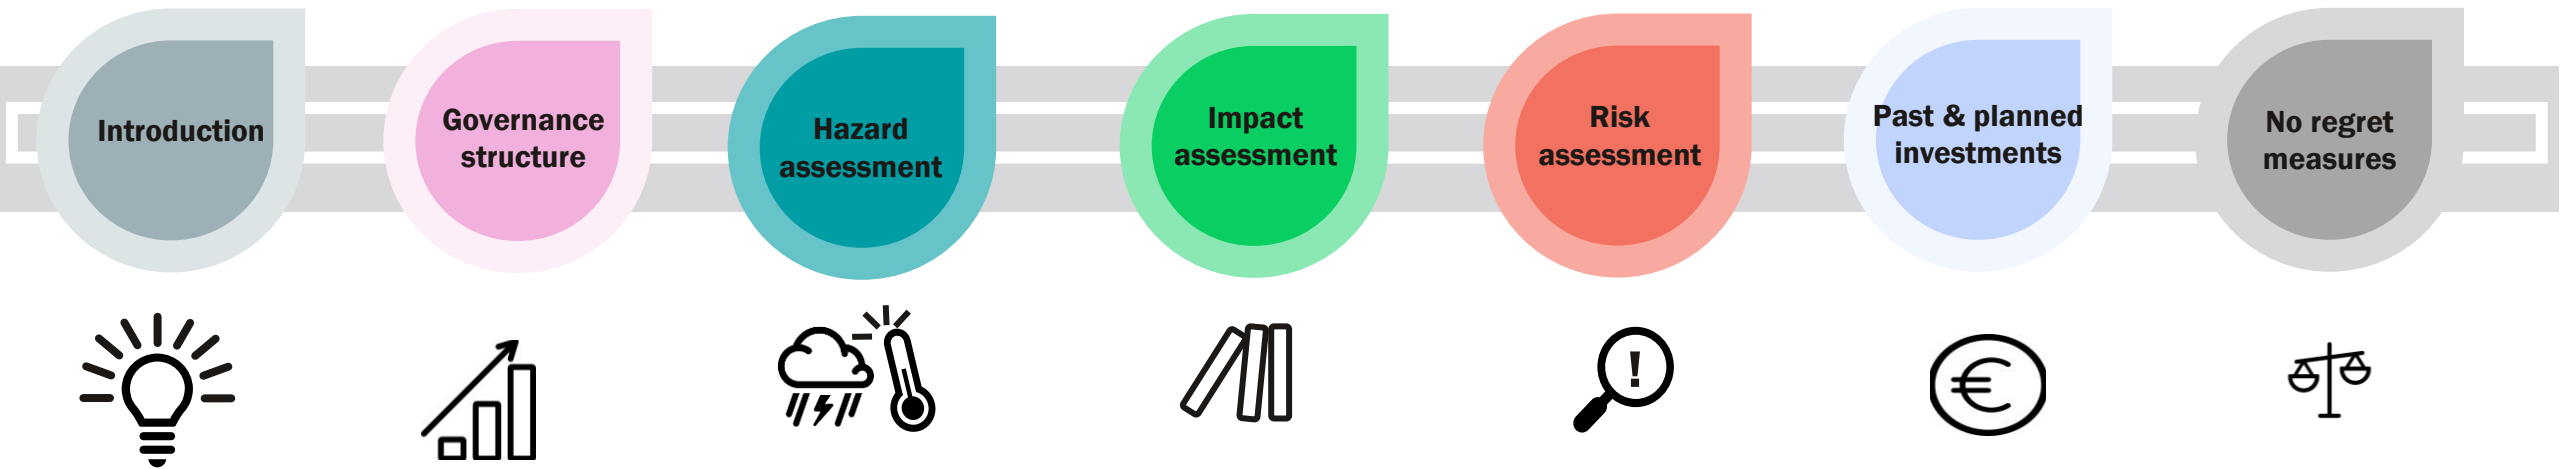 Introduction
Governance
structure
Hazard
assessment
Impact
assessment
Risk
assessment
Past & planned
investments
No regret
measures